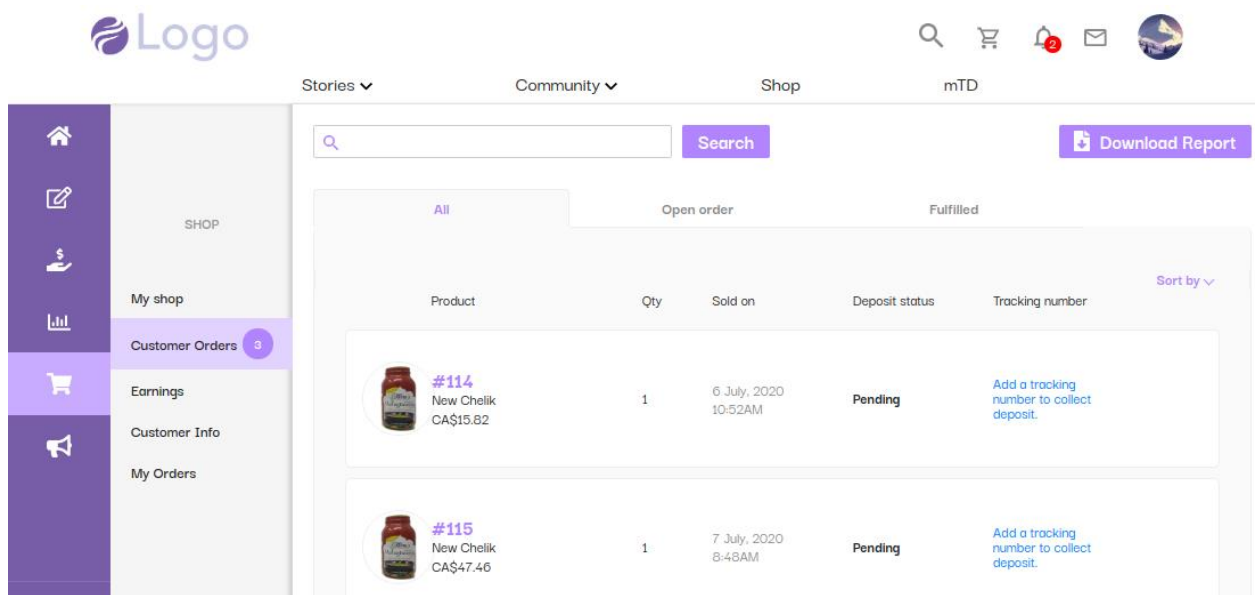 Logo
2
Stories Community Shop mTD
Search Download Report
All Open order Fulfilled
SHOP
Sort by
My shop
Product Qty Sold on Deposit status Tracking number
Customer Orders 3
Earnings
Customer Info
My Orders
#114
New Chelik
CA$15.82
1
6 July, 2020
10:52AM
Pending
Add a tracking
number to collect
deposit.
#115
New Chelik
CA$47.46
1
7 July, 2020
8:48AM
Pending
Add a tracking
number to collect
deposit.